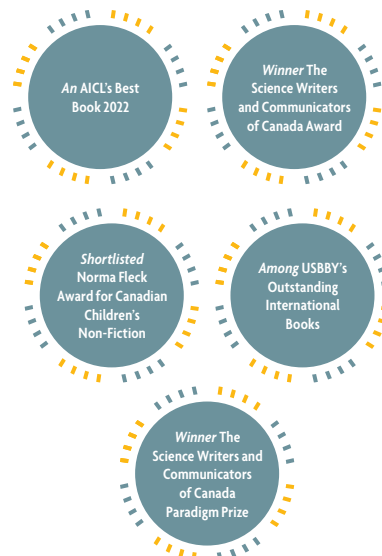 An AICL's Best
Book 2022
Winner The
Science Writers
and Communicators
of Canada Award
Shortlisted
Norma Fleck
Award for Canadian
Children's
Non-Fiction
Among USBBY's
Outstanding
International
Books
Winner The
Science Writers and
Communicators
of Canada
Paradigm Prize